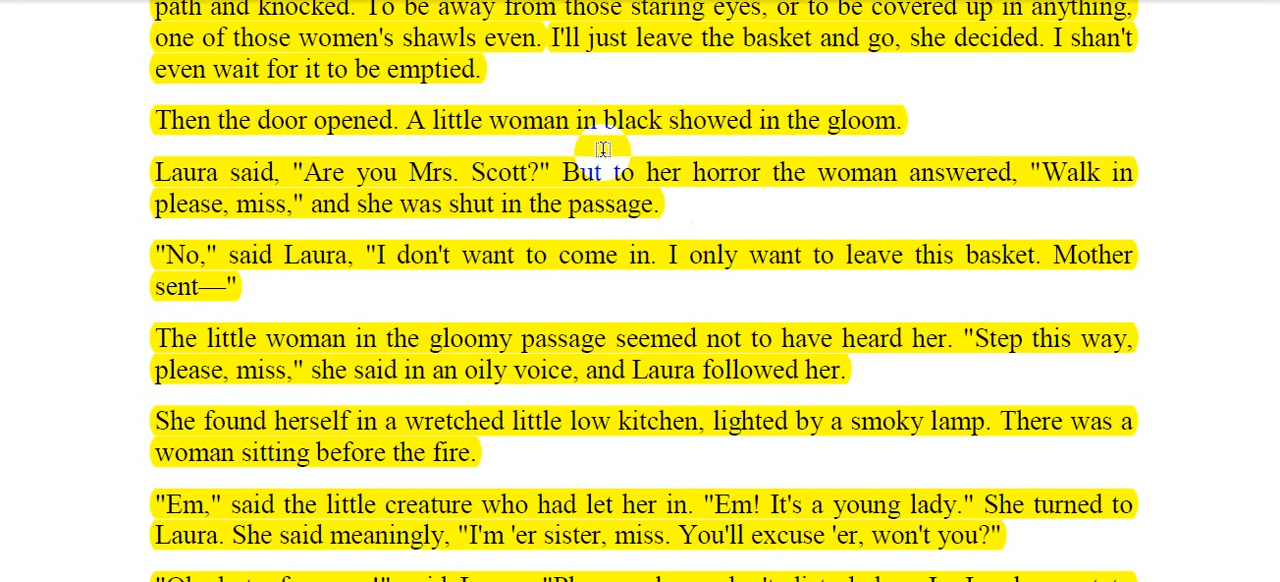 path and knocked. To be away from those staring eyes, or to be covered up in anything,
one of those women's shawls even. I'll just leave the basket and go, she decided. I shan't
even wait for it to be emptied.
Then the door opened. A little woman in black showed in the gloom.
Laura said, "Are you Mrs. Scott?" But to her horror the woman answered, "Walk in
please, miss," and she was shut in the passage.
"No," said Laura, "I don't want to come in. I only want to leave this basket. Mother
sent—"
The little woman in the gloomy passage seemed not to have heard her. "Step this way,
please, miss," she said in an oily voice, and Laura followed her.
She found herself in a wretched little low kitchen, lighted by a smoky lamp. There was a
woman sitting before the fire.
"Em," said the little creature who had let her in. "Em! It's a young lady." She turned to
Laura. She said meaningly, "I'm 'er sister, miss. You'll excuse 'er, won't you?"